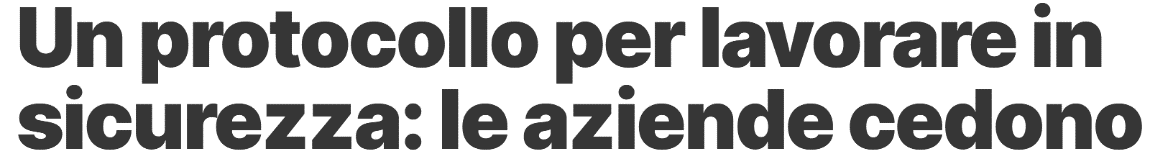 Un protocollo per lavorare in
sicurezza: le aziende cedono